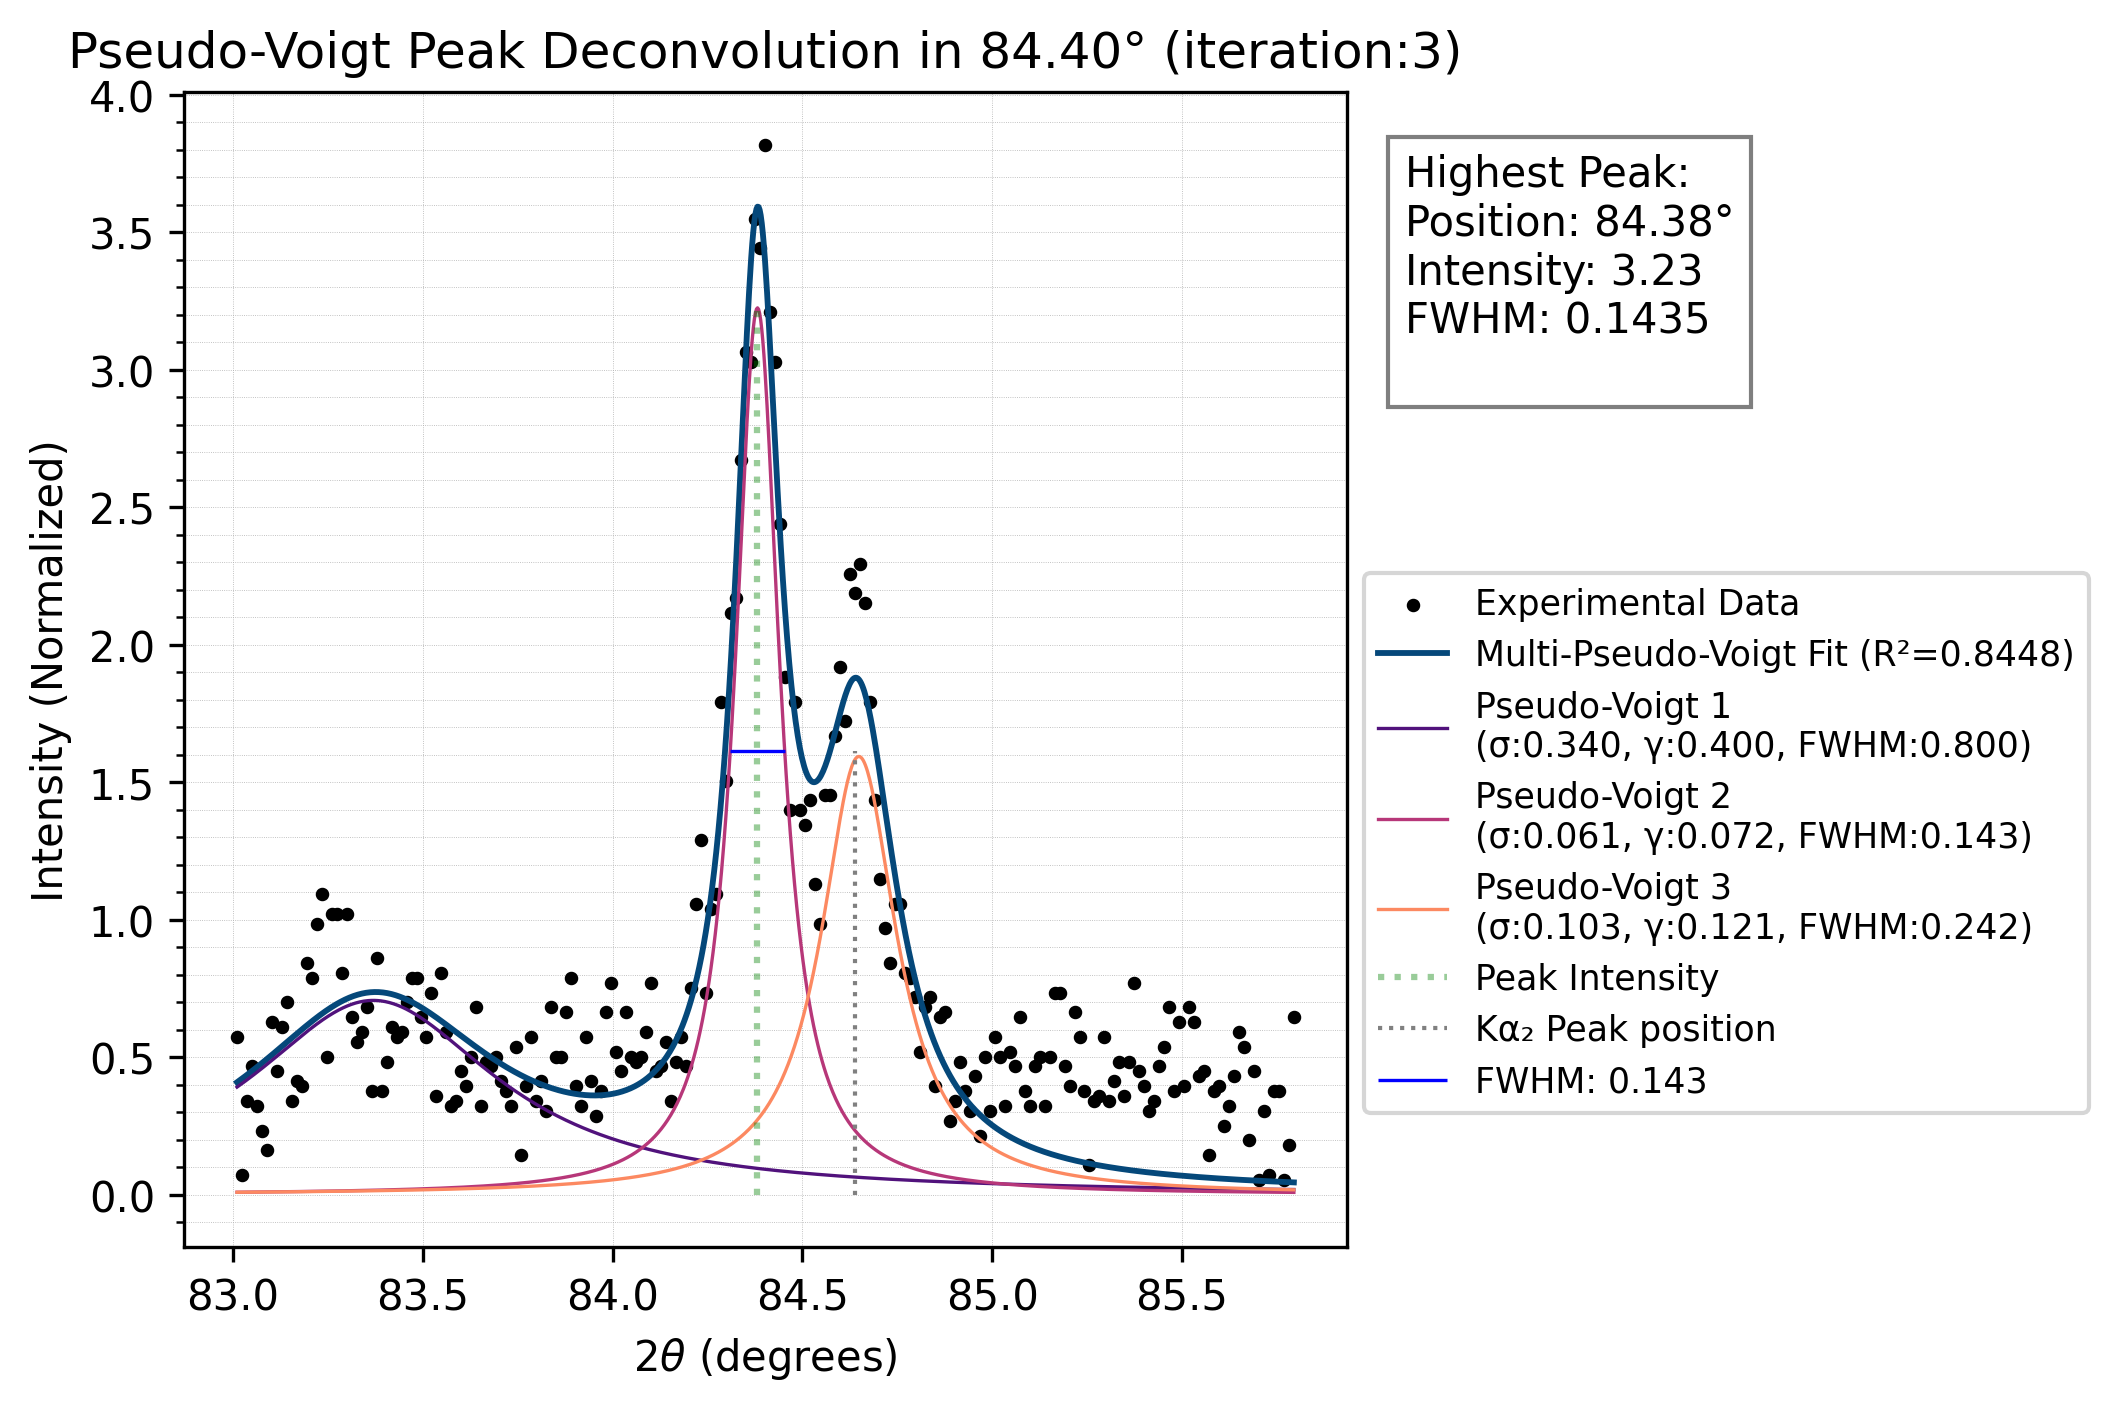 Pseudo-Voigt Peak Deconvolution in 84.40° (iteration:3)
4.0
3.5
3.0
2.5
2.0
1.5
1.0
0.5
0.0
Intensity (Normalized)
83.0 83.5 84.0 84.5 85.0 85.5
2θ (degrees)
Highest Peak:
Position: 84.38°
Intensity: 3.23
FWHM: 0.1435
Experimental Data
Multi-Pseudo-Voigt Fit (R²=0.8448)
Pseudo-Voigt 1
(σ:0.340, γ:0.400, FWHM:0.800)
Pseudo-Voigt 2
(σ:0.061, γ:0.072, FWHM:0.143)
Pseudo-Voigt 3
(σ:0.103, γ:0.121, FWHM:0.242)
Peak Intensity
Kα₂ Peak position
FWHM: 0.143